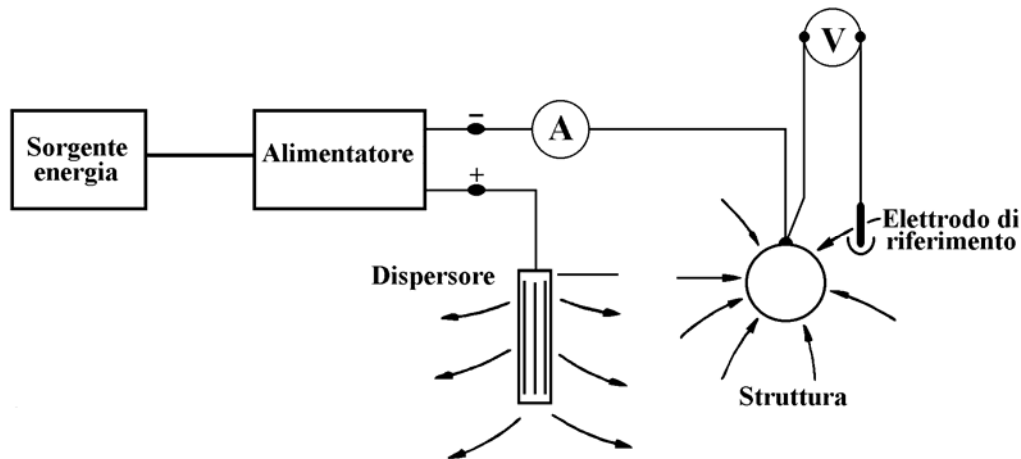 V
A
−
+
Sorgente
energia
Alimentatore
Elettrodo di
riferimento
Dispersore
Struttura